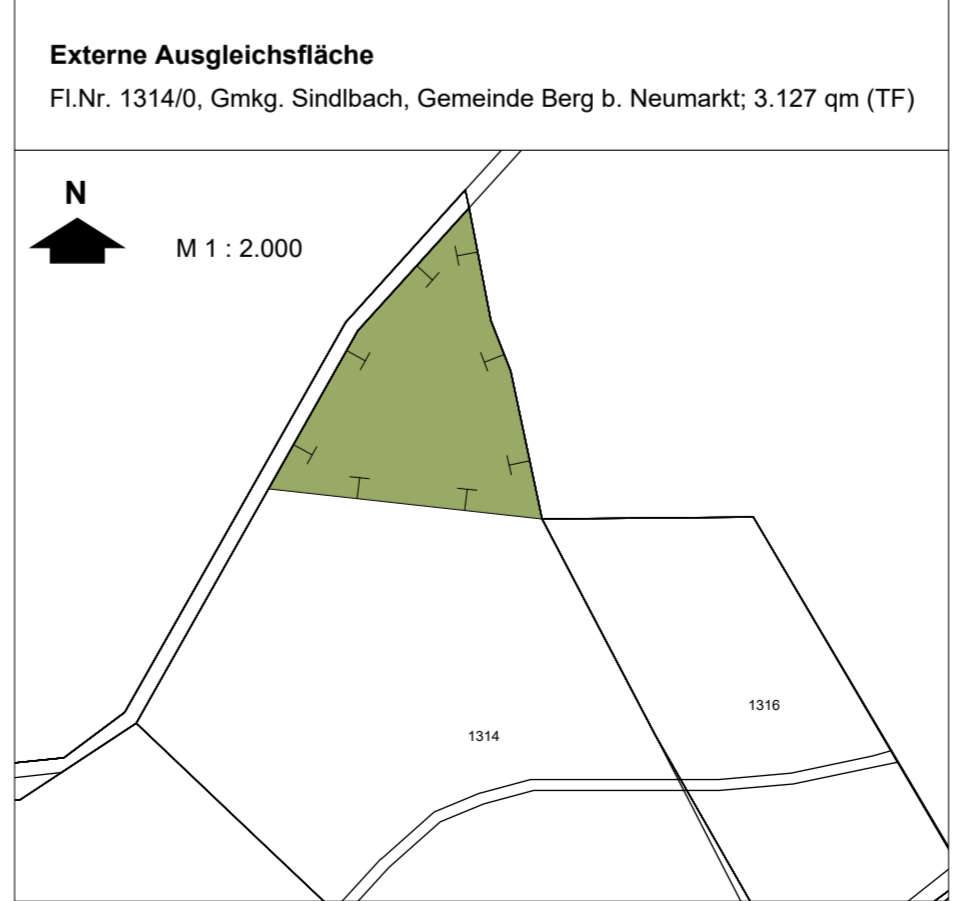 Externe Ausgleichsfläche
Fl.Nr. 1314/0, Gmkg. Sindlbach, Gemeinde Berg b. Neumarkt; 3.127 qm (TF)
N
M 1 : 2.000
1316
1314